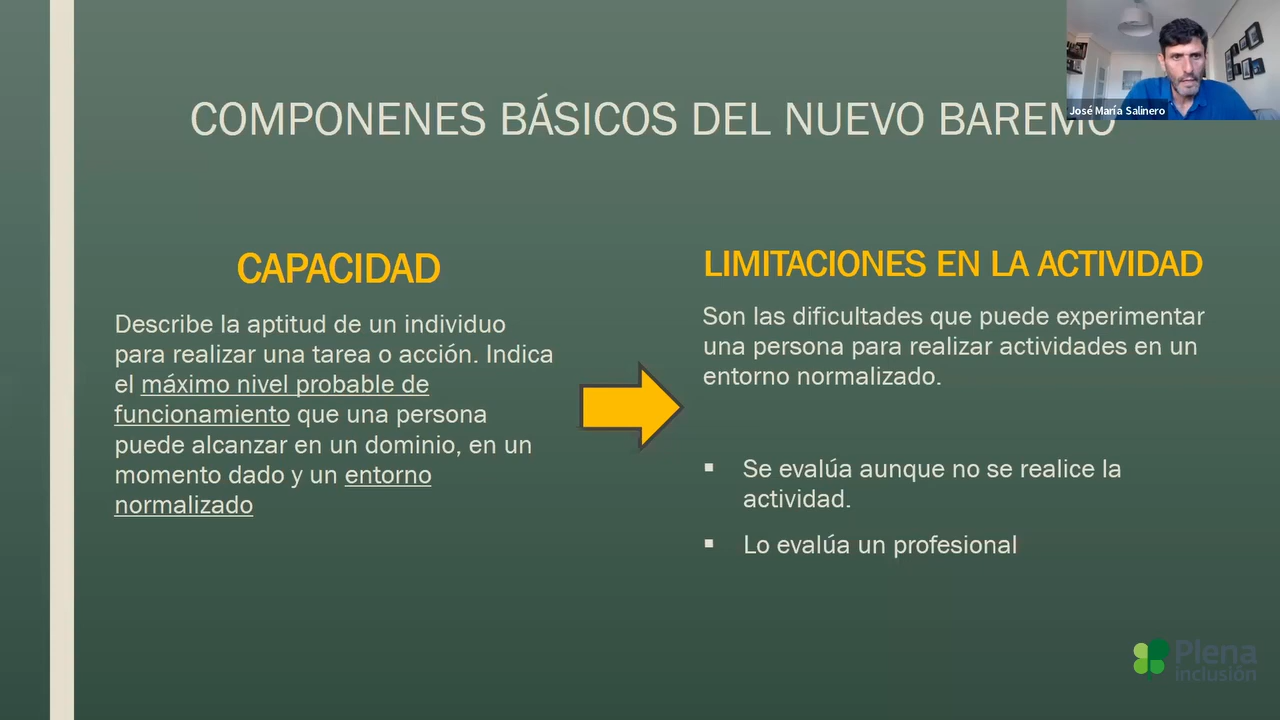 José María Salinero
COMPONENES BÁSICOS DEL NUEVO BAREMO
CAPACIDAD
Describe la aptitud de un individuo
para realizar una tarea o acción. Indica
el máximo nivel probable de
funcionamiento que una persona
puede alcanzar en un dominio, en un
momento dado y un entorno
normalizado
LIMITACIONES EN LA ACTIVIDAD
Son las dificultades que puede experimentar
una persona para realizar actividades en un
entorno normalizado.
▪ Se evalúa aunque no se realice la
actividad.
▪ Lo evalúa un profesional
Plena
inclusión